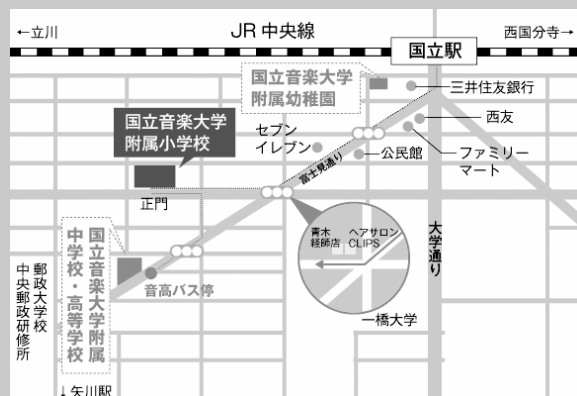 ←立川
JR中央線
西国分寺→
国立駅
国立音楽大学
附属幼稚園
三井住友銀行
国立音楽大学
附属小学校
セブン
イレブン
西友
公民館
ファミリー
マート
富士見通り
正門
青木
経師店
ヘアサロン
CLIPS
大学通り
国立音楽大学附属
中学校・高等学校
音高バス停
一橋大学
郵政大学校
中央郵政研修所
↓矢川駅